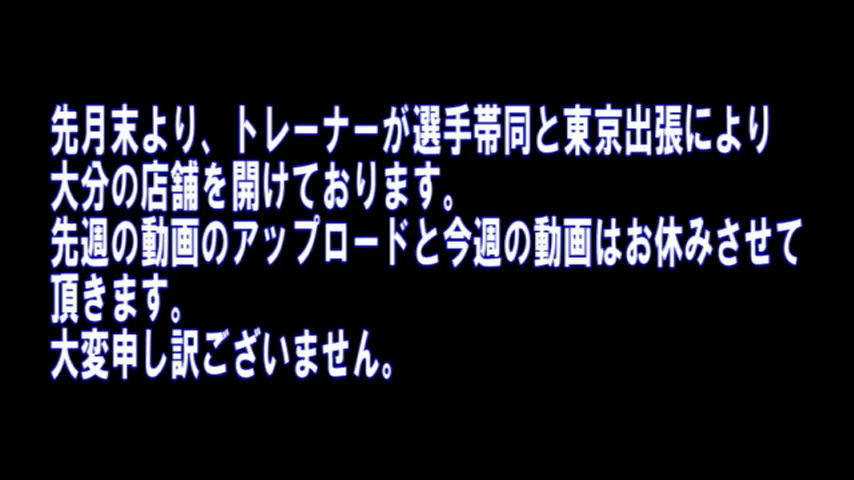 先月末より、トレーナーが選手帯同と東京出張により
大分の店舗を開けております。
先週の動画のアップロードと今週の動画はお休みさせて
頂きます。
大変申し訳ございません。